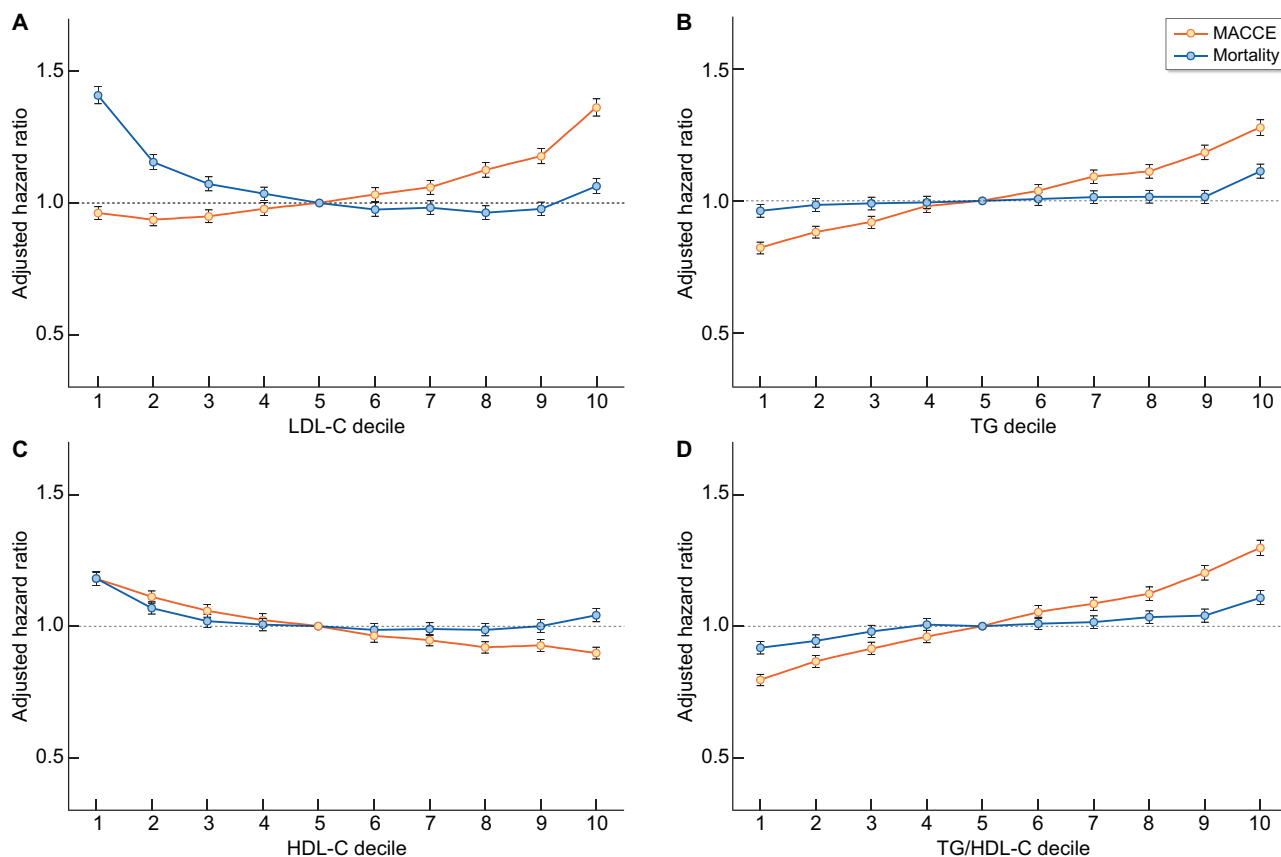 A
Adjusted hazard ratio
1.5
1.0
0.5
1 2 3 4 5 6 7 8 9 10
LDL-C decile
B
MACCE
Mortality
Adjusted hazard ratio
1.5
1.0
0.5
1 2 3 4 5 6 7 8 9 10
TG decile
C
Adjusted hazard ratio
1.5
1.0
0.5
1 2 3 4 5 6 7 8 9 10
HDL-C decile
D
Adjusted hazard ratio
1.5
1.0
0.5
1 2 3 4 5 6 7 8 9 10
TG/HDL-C decile